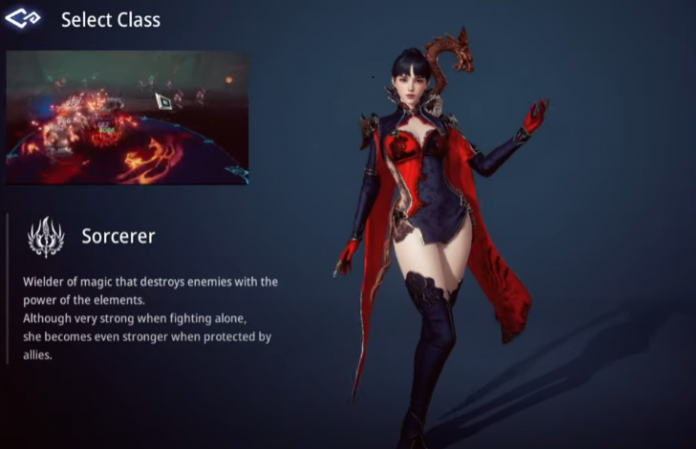 Select Class
Sorcerer
Wielder of magic that destroys enemies with the
power of the elements.
Although very strong when fighting alone,
she becomes even stronger when protected by
allies.